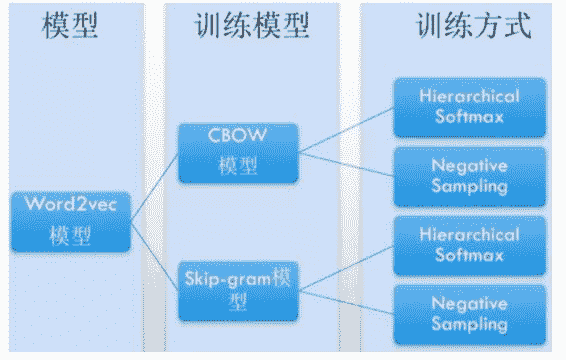 模型
训练模型
训练方式
Word2vec
模型
CBOW
模型
Skip-gram模
型
Hierarchical
Softmax
Negative
Sampling
Hierarchical
Softmax
Negative
Sampling